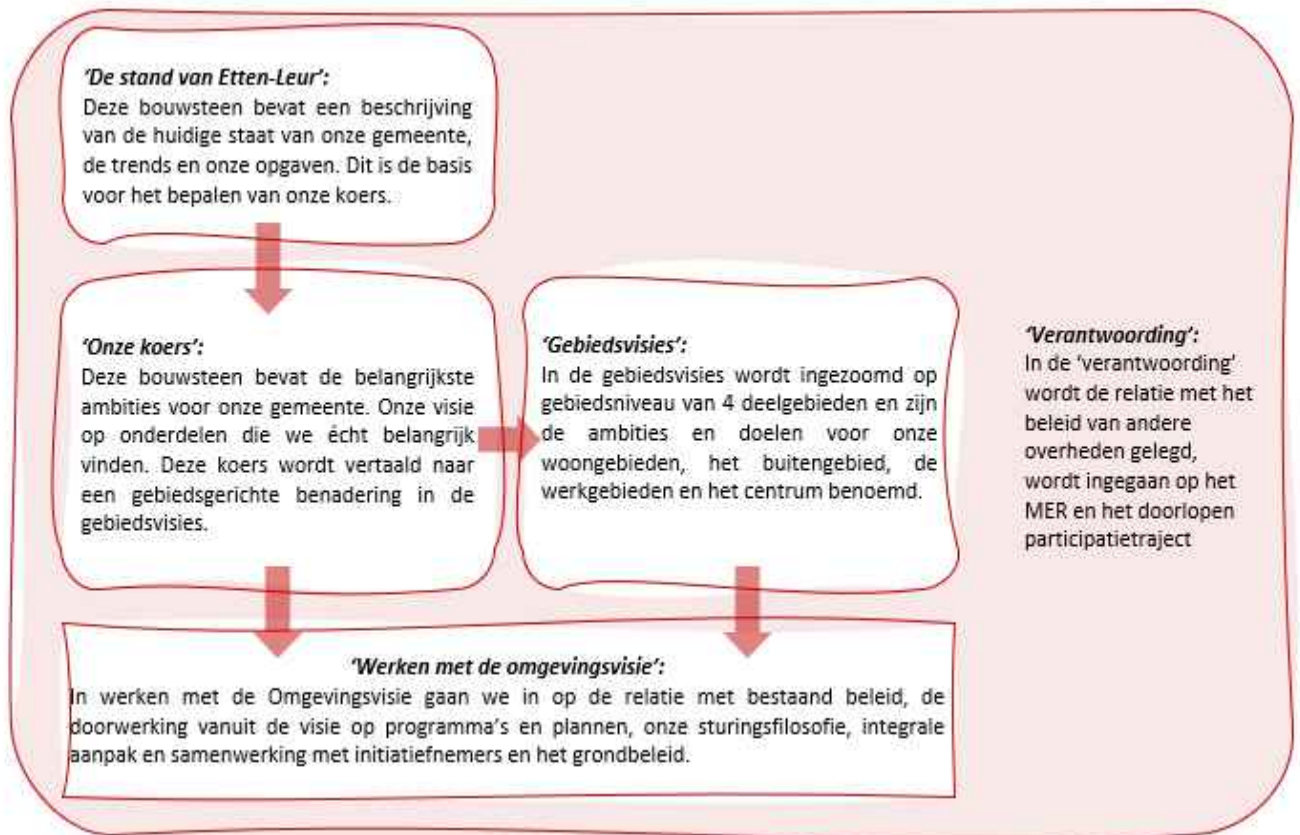 ‘De stand van Etten-Leur’:
Deze bouwsteen bevat een beschrijving
van de huidige staat van onze gemeente,
de trends en onze opgaven. Dit is de basis
voor het bepalen van onze koers.
‘Onze koers’:
Deze bouwsteen bevat de belangrijkste
ambities voor onze gemeente. Onze visie
op onderdelen die we écht belangrijk
vinden. Deze koers wordt vertaald naar
een gebiedsgerichte benadering in de
gebiedsvisies.
‘Gebiedsvisies’:
In de gebiedsvisies wordt ingezoomd op
gebiedsniveau van 4 deelgebieden en zijn
de ambities en doelen voor onze
woongebieden, het buitengebied, de
werkgebieden en het centrum benoemd.
‘Verantwoording’:
In de ‘verantwoording’
wordt de relatie met het
beleid van andere
overheden gelegd,
wordt ingegaan op het
MER en het doorlopen
participatietraject
‘Werken met de omgevingsvisie’:
In werken met de Omgevingsvisie gaan we in op de relatie met bestaand beleid, de
doorwerking vanuit de visie op programma’s en plannen, onze sturingsfilosofie, integrale
aanpak en samenwerking met initiatiefnemers en het grondbeleid.